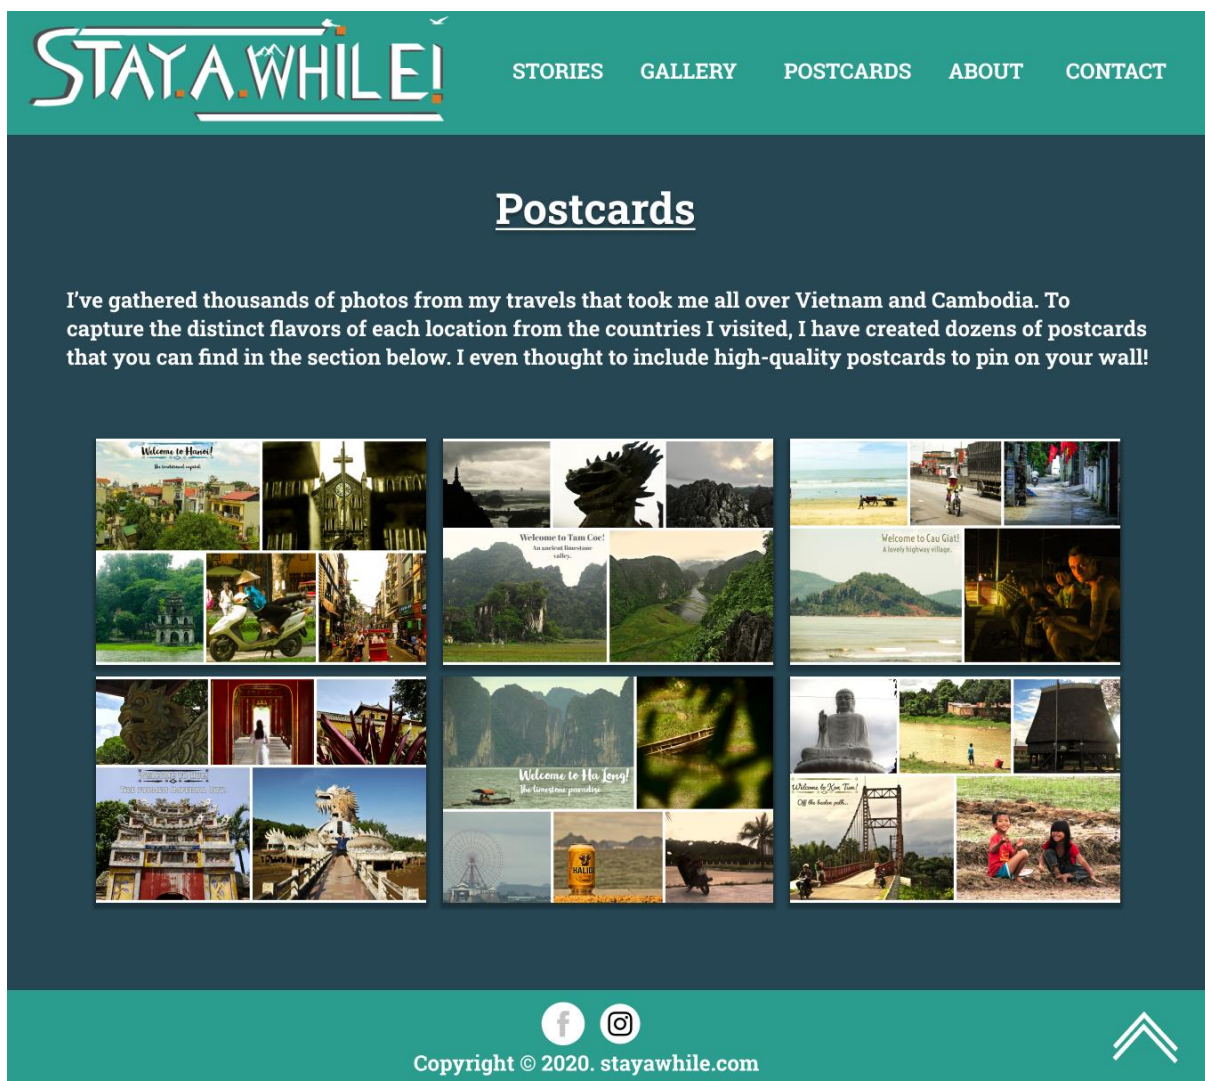 STAY.A.WHILE!
STORIES GALLERY POSTCARDS ABOUT CONTACT
Postcards
I’ve gathered thousands of photos from my travels that took me all over Vietnam and Cambodia. To
capture the distinct flavors of each location from the countries I visited, I have created dozens of postcards
that you can find in the section below. I even thought to include high-quality postcards to pin on your wall!
Welcome to Hanoi!
The traditional capital.
Welcome to Tam Coc!
An ancient limestone
valley.
Welcome to Cau Giat!
A lovely highway village.
Welcome to Ha Long!
The limestone paradise.
HALIDA
Welcome to Kon Tum!
Off the beaten path...
Copyright © 2020. stayawhile.com